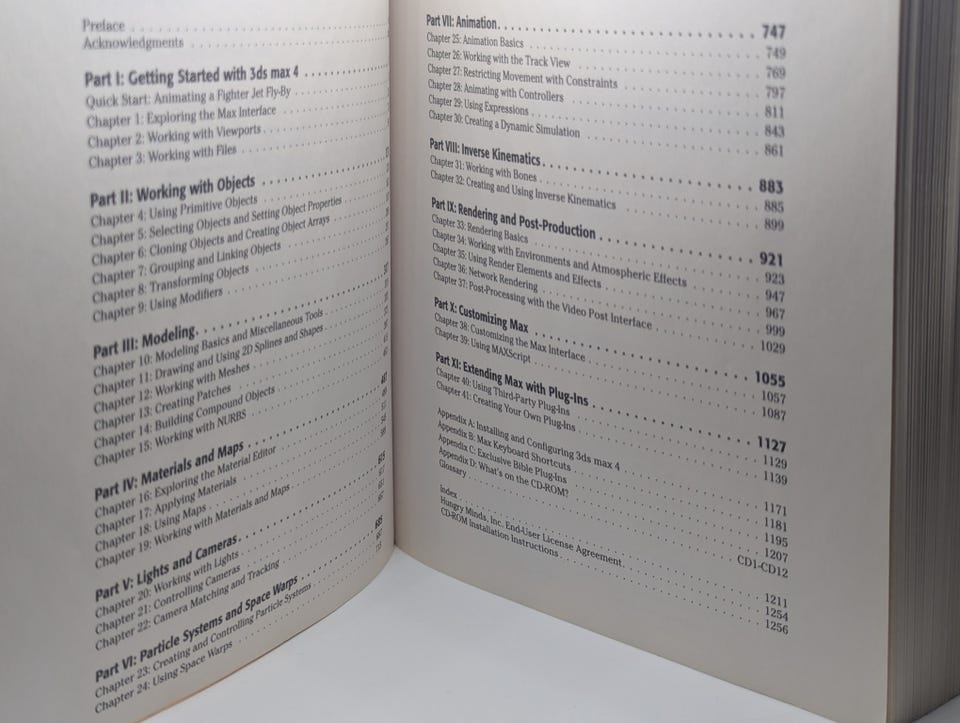 Preface
Acknowledgments
Part I: Getting Started with 3ds max 4
Quick Start: Animating a Fighter Jet Fly-By
Chapter 1: Exploring the Max Interface
Chapter 2: Working with Viewports
Chapter 3: Working with Files
Part II: Working with Objects
Chapter 4: Using Primitive Objects
Chapter 5: Selecting Objects and Setting Object Properties
Chapter 6: Cloning Objects and Creating Object Arrays
Chapter 7: Grouping and Linking Objects
Chapter 8: Transforming Objects
Chapter 9: Using Modifiers
Part III: Modeling
Chapter 10: Modeling Basics and Miscellaneous Tools
Chapter 11: Drawing and Using 2D Splines and Shapes
Chapter 12: Working with Meshes
Chapter 13: Creating Patches
Chapter 14: Building Compound Objects
Chapter 15: Working with NURBS
Part IV: Materials and Maps
Chapter 16: Exploring the Material Editor
Chapter 17: Applying Materials
Chapter 18: Using Maps
Chapter 19: Working with Materials and Maps
Part V: Lights and Cameras
Chapter 20: Working with Lights
Chapter 21: Controlling Cameras
Chapter 22: Camera Matching and Tracking
Part VI: Particle Systems and Space Warps
Chapter 23: Creating and Controlling Particle Systems
Chapter 24: Using Space Warps
Part VII: Animation 747
Chapter 25: Animation Basics 749
Chapter 26: Working with the Track View 769
Chapter 27: Restricting Movement with Constraints 797
Chapter 28: Animating with Controllers 811
Chapter 29: Using Expressions 843
Chapter 30: Creating a Dynamic Simulation 861
Part VIII: Inverse Kinematics 883
Chapter 31: Working with Bones 885
Chapter 32: Creating and Using Inverse Kinematics 899
Part IX: Rendering and Post-Production 921
Chapter 33: Rendering Basics 923
Chapter 34: Working with Environments and Atmospheric Effects 947
Chapter 35: Using Render Elements and Effects 967
Chapter 36: Network Rendering 999
Chapter 37: Post-Processing with the Video Post Interface 1029
Part X: Customizing Max 1055
Chapter 38: Customizing the Max Interface 1057
Chapter 39: Using MAXScript 1087
Part XI: Extending Max with Plug-Ins 1127
Chapter 40: Using Third-Party Plug-Ins 1129
Chapter 41: Creating Your Own Plug-Ins 1139
Appendix A: Installing and Configuring 3ds max 4 1171
Appendix B: Max Keyboard Shortcuts 1181
Appendix C: Exclusive Bible Plug-Ins 1195
Appendix D: What's on the CD-ROM? 1207
Glossary CD1-CD12
Index 1211
Hungry Minds, Inc. End-User License Agreement 1254
CD-ROM Installation Instructions 1256